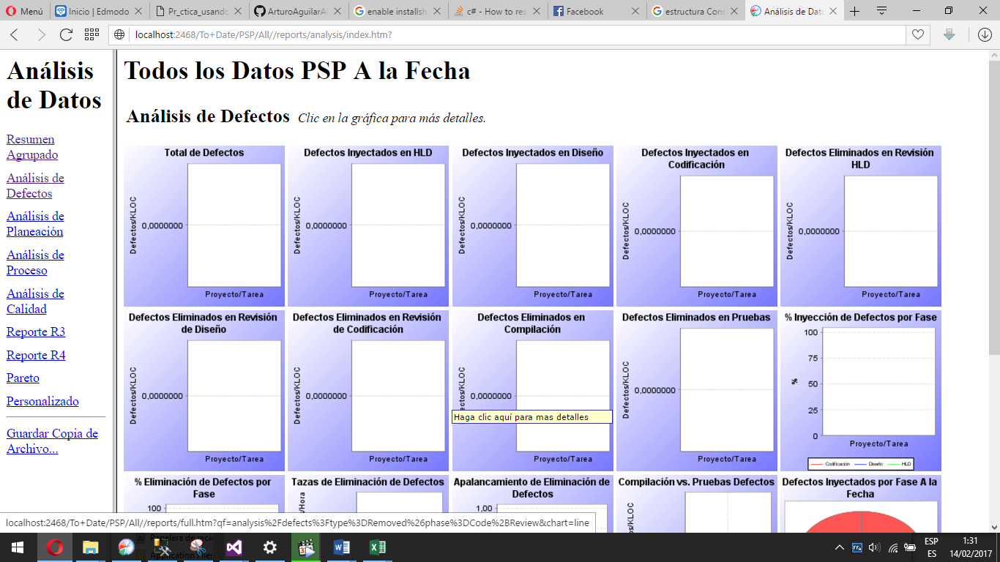 Menú
Inicio | Edmodo
Pr_ctica_usando
ArturoAguilarAl
enable installsh
c# - How to res
Facebook
estructura Cons
Análisis de Dato
localhost:2468/To+Date/PSP/All//reports/analysis/index.htm?
Análisis
de Datos
Resumen
Agrupado
Análisis de
Defectos
Análisis de
Planeación
Análisis de
Proceso
Análisis de
Calidad
Reporte R3
Reporte R4
Pareto
Personalizado
Guardar Copia de
Archivo...
Todos los Datos PSP A la Fecha
Análisis de Defectos Clic en la gráfica para más detalles.
Total de Defectos
Defectos/KLOC
0,0000000
Proyecto/Tarea
Defectos Inyectados en HLD
Defectos/KLOC
0,0000000
Proyecto/Tarea
Defectos Inyectados en Diseño
Defectos/KLOC
0,0000000
Proyecto/Tarea
Defectos Inyectados en
Codificación
Defectos/KLOC
0,0000000
Proyecto/Tarea
Defectos Eliminados en Revisión
HLD
Defectos/KLOC
0,0000000
Proyecto/Tarea
Defectos Eliminados en Revisión
de Diseño
Defectos/KLOC
0,0000000
Proyecto/Tarea
Defectos Eliminados en Revisión
de Codificación
Defectos/KLOC
0,0000000
Proyecto/Tarea
Defectos Eliminados en
Compilación
Defectos/KLOC
0,0000000
Haga clic aquí para mas detalles
Proyecto/Tarea
Defectos Eliminados en Pruebas
Defectos/KLOC
0,0000000
Proyecto/Tarea
% Inyección de Defectos por Fase
100
75
50
25
0
%
Proyecto/Tarea
Codificación Diseño HLD
% Eliminación de Defectos por
Fase
100
Tazas de Eliminación de Defectos
/Hora
Apalancamiento de Eliminación de
Defectos
1,00
Compilación vs. Pruebas Defectos
/KLOC
Defectos Inyectados por Fase A la
Fecha
localhost:2468/To+Date/PSP/All//reports/full.htm?qf=analysis%2Fdefects%3Ftype%3DRemoved%26phase%3DCode%2BReview&chart=line
Papelera de reci
Application Files
ESP
ES
1:31
14/02/2017